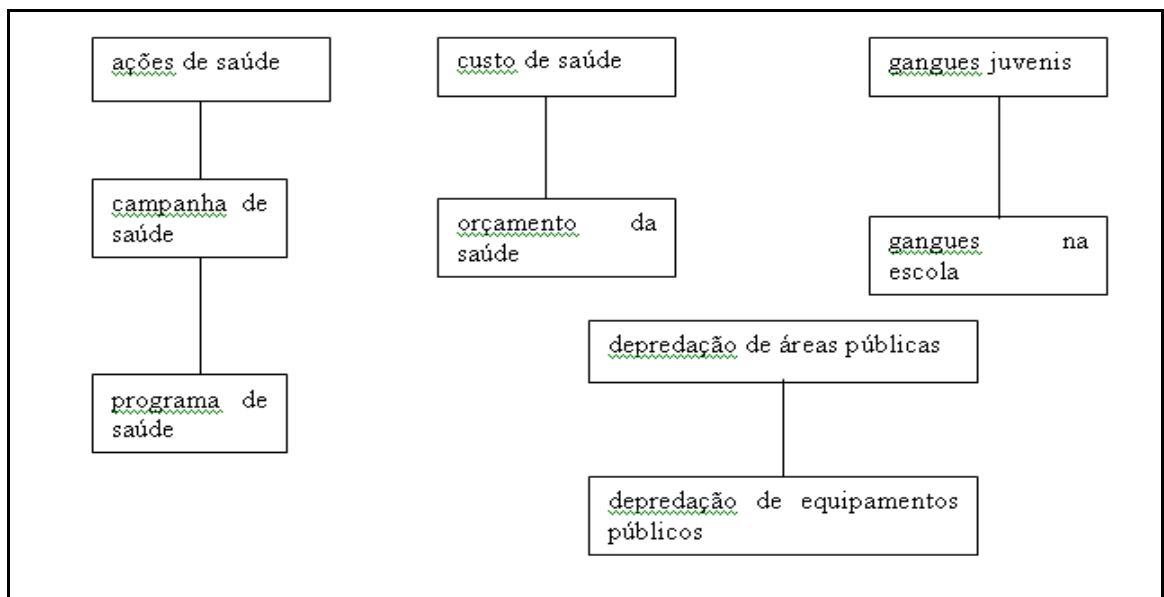 ações de saúde
custo de saúde
gangues juvenis
campanha de
saúde
orçamento da
saúde
gangues na
escola
depredação de áreas públicas
programa de
saúde
depredação de equipamentos
públicos